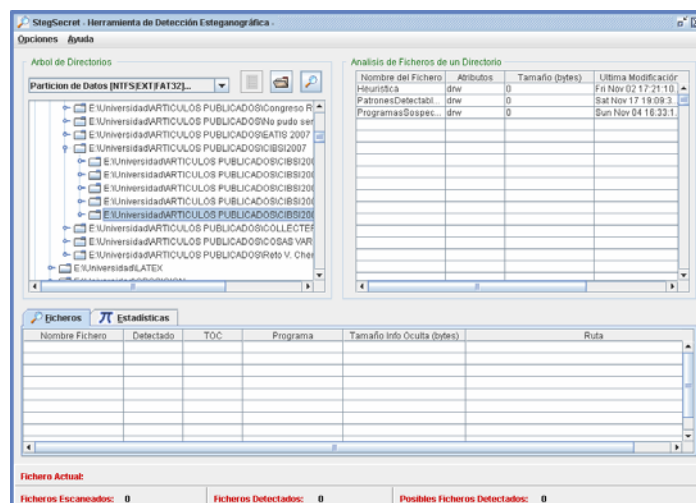 StegSecret - Herramienta de Detección Esteganográfica -
Opciones Ayuda
Arbol de Directorios
Particion de Datos [NTFS|EXT|FAT32]...
E:\Universidad\ARTICULOS PUBLICADOS\Congreso R
E:\Universidad\ARTICULOS PUBLICADOS\No pudo ser
E:\Universidad\ARTICULOS PUBLICADOS\EATIS 2007
E:\Universidad\ARTICULOS PUBLICADOS\CIBSI2007
E:\Universidad\ARTICULOS PUBLICADOS\CIBSI200
E:\Universidad\ARTICULOS PUBLICADOS\CIBSI200
E:\Universidad\ARTICULOS PUBLICADOS\CIBSI200
E:\Universidad\ARTICULOS PUBLICADOS\CIBSI200
E:\Universidad\ARTICULOS PUBLICADOS\CIBSI200
E:\Universidad\ARTICULOS PUBLICADOS\COLLECTER
E:\Universidad\ARTICULOS PUBLICADOS\COSAS VAR
E:\Universidad\ARTICULOS PUBLICADOS\Reto V. Cher
E:\Universidad\LATEX
Analisis de Ficheros de un Directorio
Nombre del Fichero Atributos Tamaño (bytes) Ultima Modificación
Heuristica drw 0 Fri Nov 02 17:21:10...
PatronesDetectabl... drw 0 Sat Nov 17 19:09:3...
ProgramasSospec... drw 0 Sun Nov 04 16:33:1...
Ficheros Estadísticas
Nombre Fichero Detectado TOC Programa Tamaño Info Oculta (bytes) Ruta
Fichero Actual:
Ficheros Escaneados: 0 Ficheros Detectados: 0 Posibles Ficheros Detectados: 0